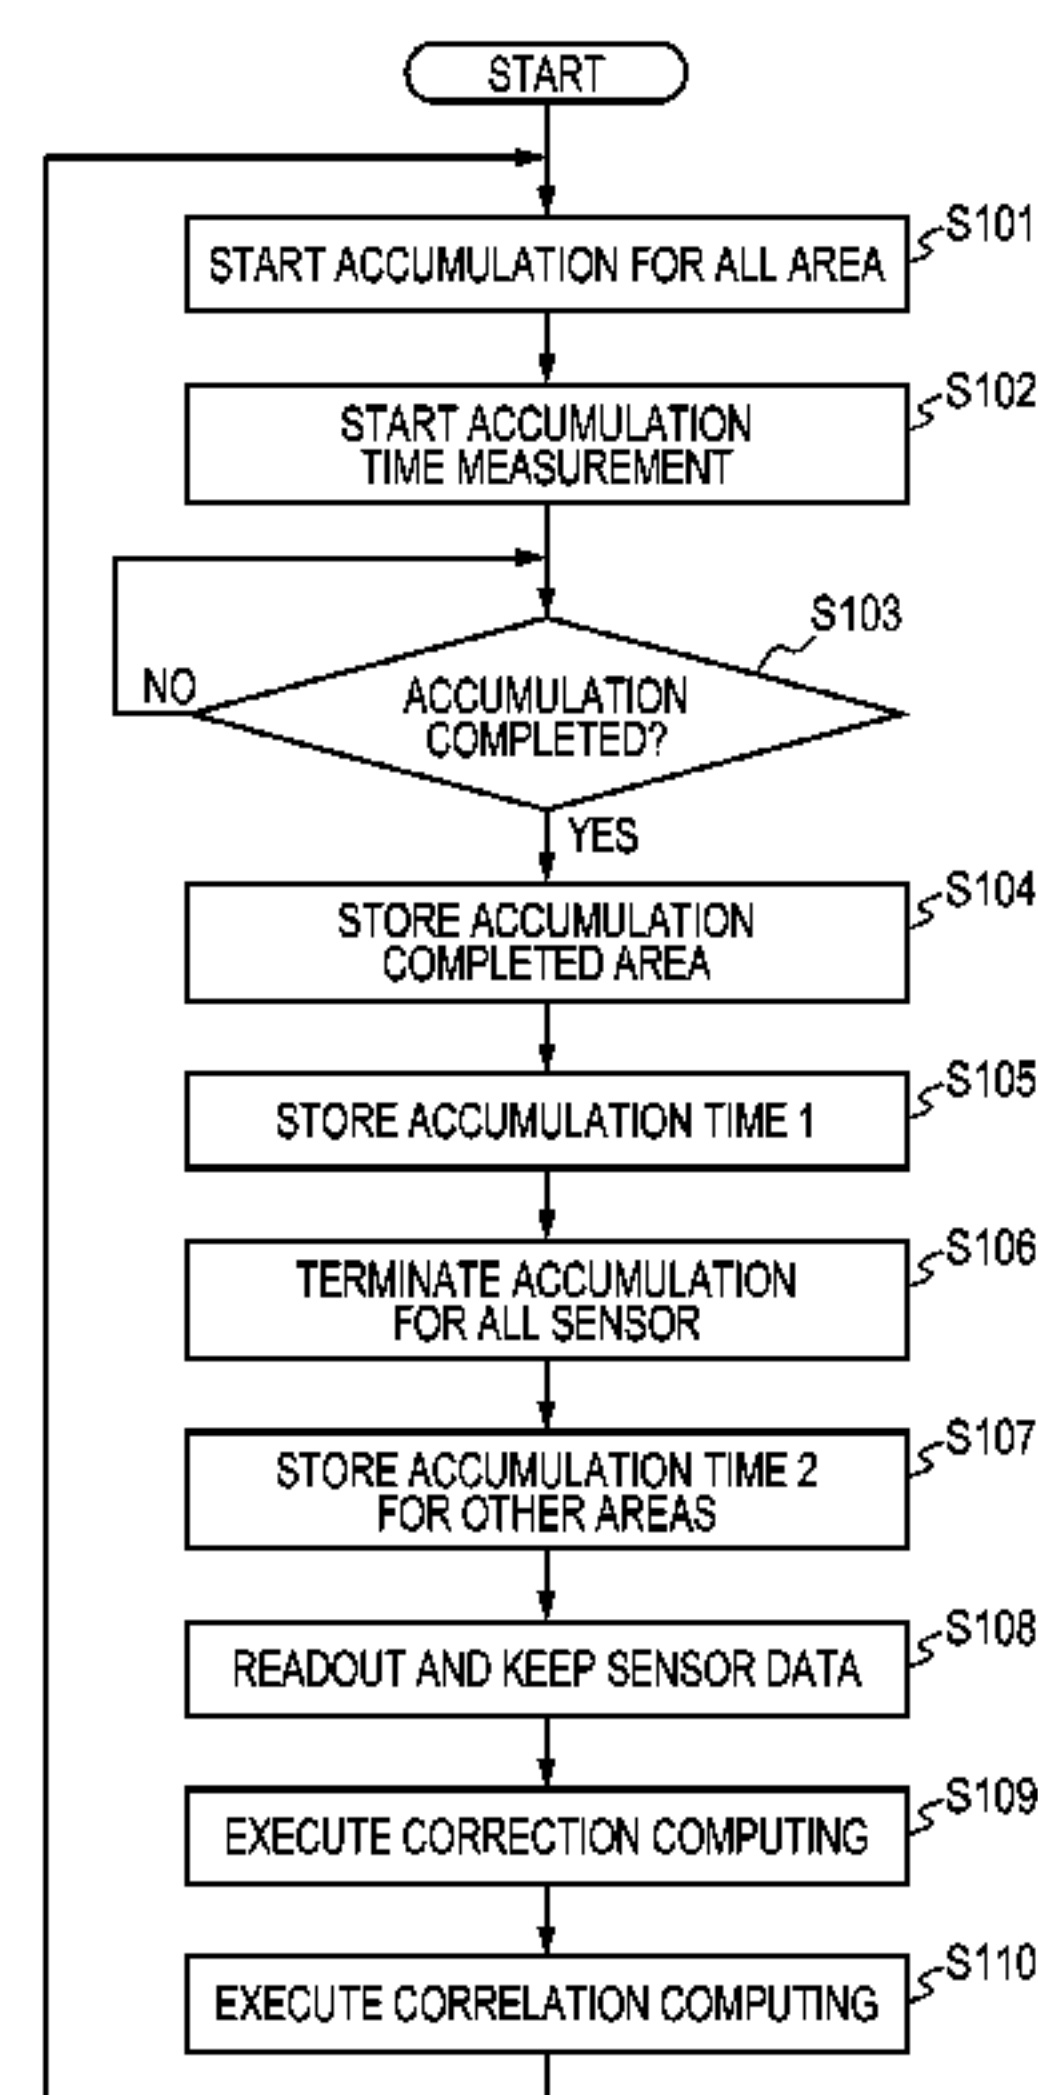 START
START ACCUMULATION FOR ALL AREA
S101
START ACCUMULATION
TIME MEASUREMENT
S102
S103
ACCUMULATION
COMPLETED?
NO
YES
STORE ACCUMULATION
COMPLETED AREA
S104
STORE ACCUMULATION TIME 1
S105
TERMINATE ACCUMULATION
FOR ALL SENSOR
S106
STORE ACCUMULATION TIME 2
FOR OTHER AREAS
S107
READOUT AND KEEP SENSOR DATA
S108
EXECUTE CORRECTION COMPUTING
S109
EXECUTE CORRELATION COMPUTING
S110